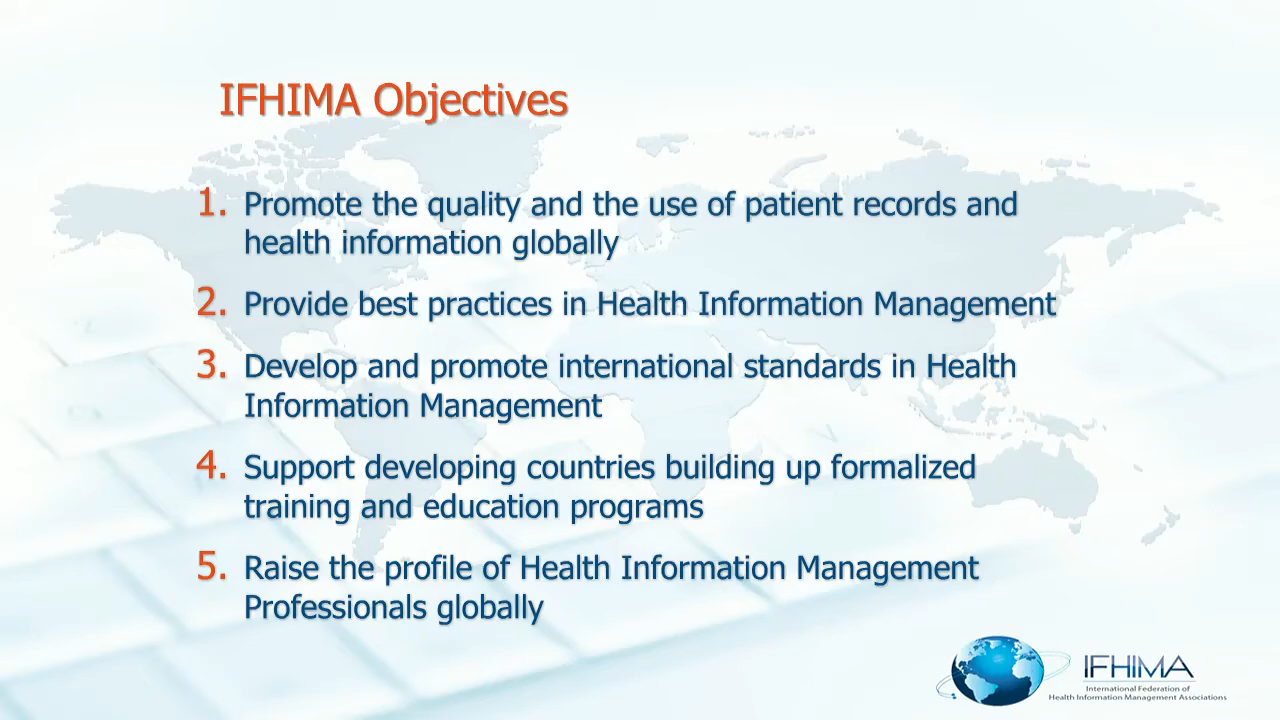 IFHIMA Objectives
1. Promote the quality and the use of patient records and
health information globally
2. Provide best practices in Health Information Management
3. Develop and promote international standards in Health
Information Management
4. Support developing countries building up formalized
training and education programs
5. Raise the profile of Health Information Management
Professionals globally
IFHIMA
International Federation of
Health Information Management Associations